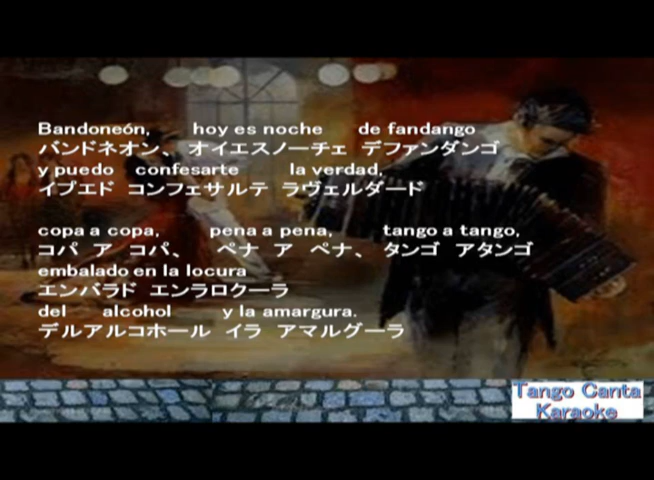 Bandoneón, hoy es noche de fandango
バンドネオン、 オイエスノーチェ デファンダンゴ
y puedo confesarte la verdad,
イプエド コンフェサルテ ラヴェルダード
copa a copa, pena a pena, tango a tango,
コパ ア コパ、 ペナ ア ペナ、 タンゴ アタンゴ
embalado en la locura
エンバラド エンラロクーラ
del alcohol y la amargura.
デルアルコホール イラ アマルグーラ
Tango Canta
Karaoke